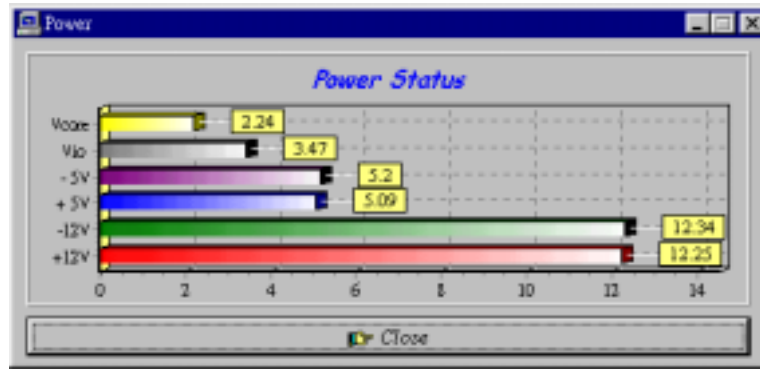 Power
Power Status
Vcore 2.24
Vio 3.47
- 5V 5.2
+ 5V 5.09
-12V 12.34
+12V 12.25
0 2 4 6 8 10 12 14
Close